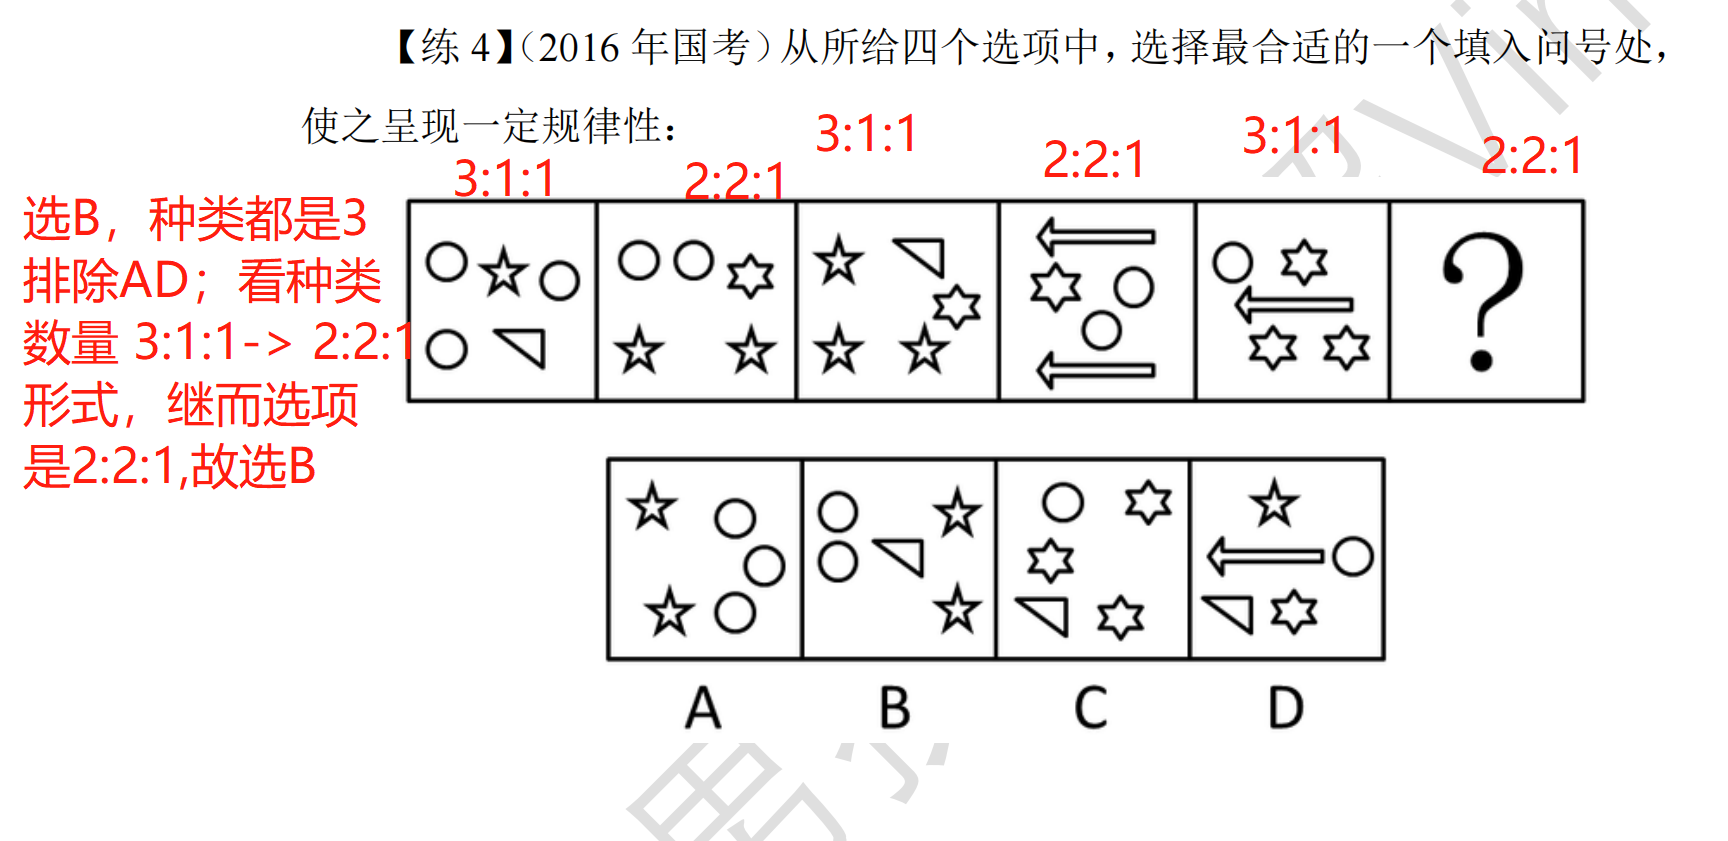 【练 4】（2016 年国考）从所给四个选项中，选择最合适的一个填入问号处，
使之呈现一定规律性：
3:1:1
2:2:1
3:1:1
2:2:1
3:1:1
2:2:1
选B，种类都是3
排除AD；看种类
数量 3:1:1-> 2:2:1
形式，继而选项
是2:2:1,故选B
?
A
B
C
D